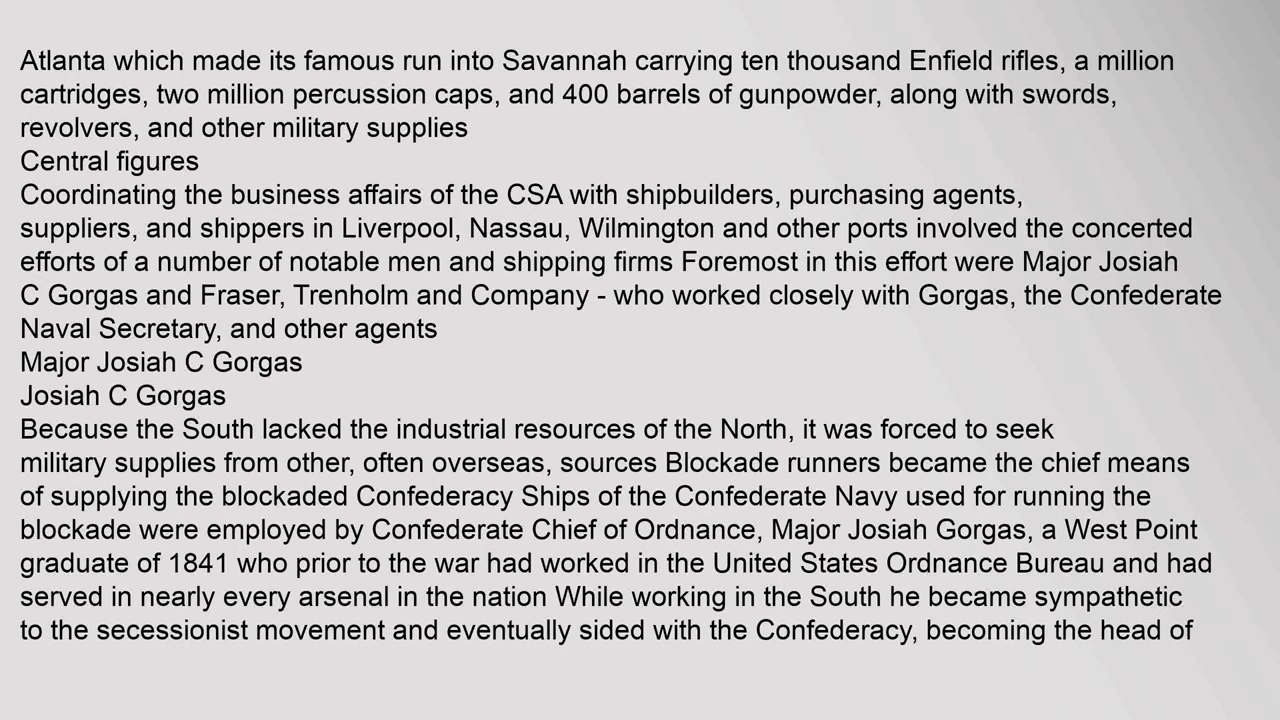 Atlanta which made its famous run into Savannah carrying ten thousand Enfield rifles, a million
cartridges, two million percussion caps, and 400 barrels of gunpowder, along with swords,
revolvers, and other military supplies
Central figures
Coordinating the business affairs of the CSA with shipbuilders, purchasing agents,
suppliers, and shippers in Liverpool, Nassau, Wilmington and other ports involved the concerted
efforts of a number of notable men and shipping firms Foremost in this effort were Major Josiah
C Gorgas and Fraser, Trenholm and Company - who worked closely with Gorgas, the Confederate
Naval Secretary, and other agents
Major Josiah C Gorgas
Josiah C Gorgas
Because the South lacked the industrial resources of the North, it was forced to seek
military supplies from other, often overseas, sources Blockade runners became the chief means
of supplying the blockaded Confederacy Ships of the Confederate Navy used for running the
blockade were employed by Confederate Chief of Ordnance, Major Josiah Gorgas, a West Point
graduate of 1841 who prior to the war had worked in the United States Ordnance Bureau and had
served in nearly every arsenal in the nation While working in the South he became sympathetic
to the secessionist movement and eventually sided with the Confederacy, becoming the head of